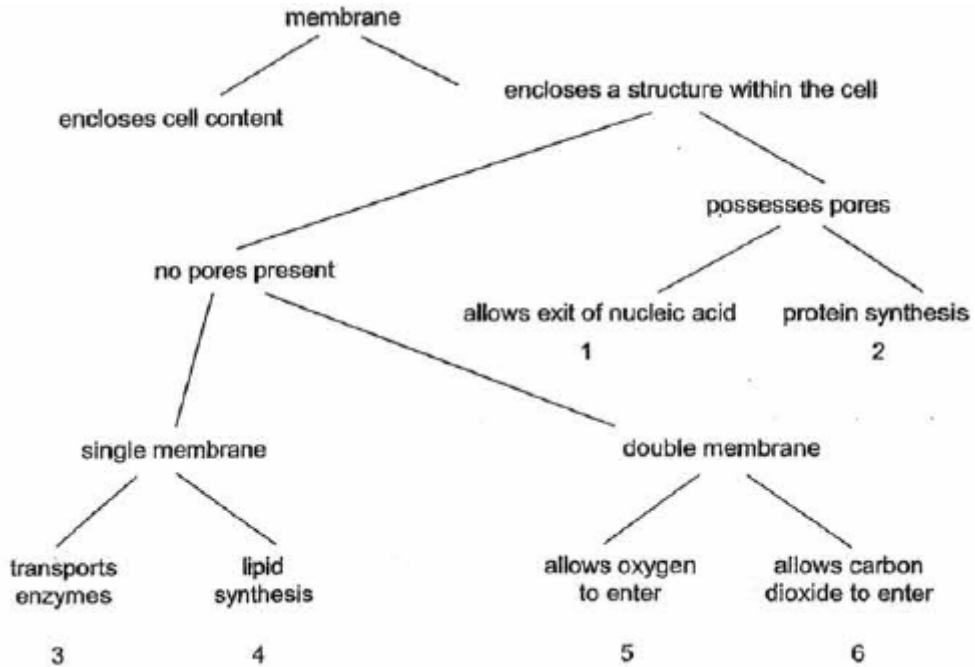 membrane
encloses a structure within the cell
encloses cell content
possesses pores
no pores present
allows exit of nucleic acid
protein synthesis
1
2
single membrane
double membrane
transports
enzymes
lipid
synthesis
allows oxygen
to enter
allows carbon
dioxide to enter
3
4
5
6